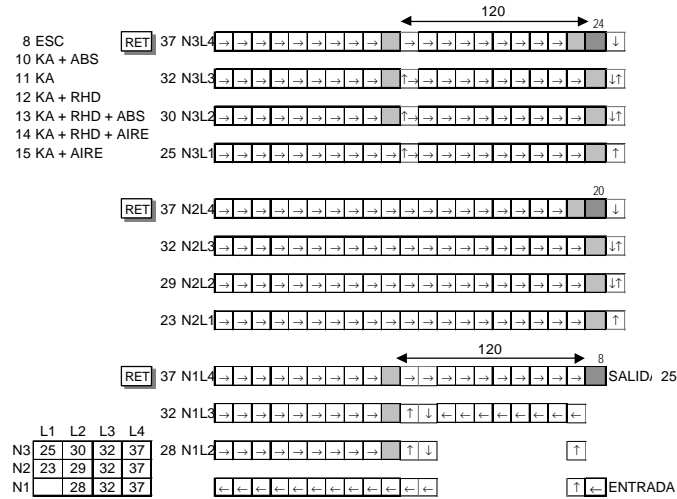 120
24
8 ESC RET 37 N3L4
10 KA + ABS
11 KA 32 N3L3
12 KA + RHD
13 KA + RHD + ABS 30 N3L2
14 KA + RHD + AIRE
15 KA + AIRE 25 N3L1
20
RET 37 N2L4
32 N2L3
29 N2L2
23 N2L1
120
8
RET 37 N1L4 SALID 25
32 N1L3
L1 L2 L3 L4
N3 25 30 32 37 28 N1L2
N2 23 29 32 37
N1 28 32 37 ENTRADA